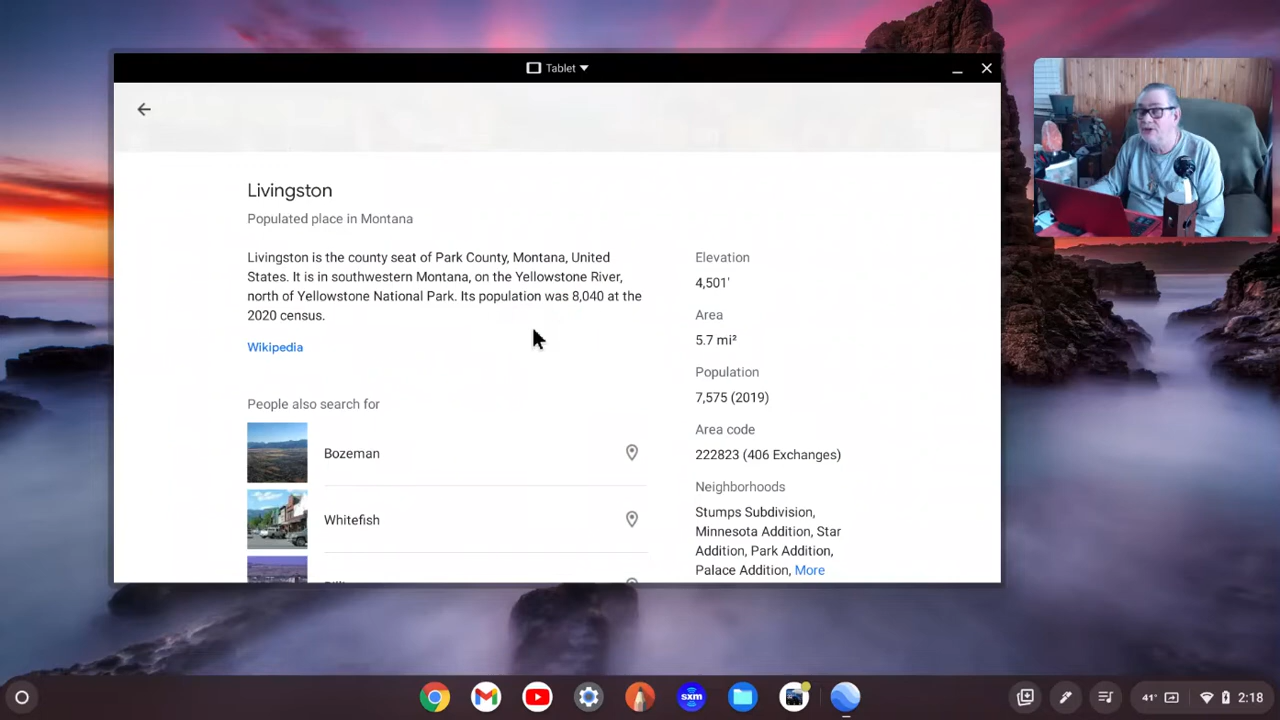 Tablet
Livingston
Populated place in Montana
Livingston is the county seat of Park County, Montana, United
States. It is in southwestern Montana, on the Yellowstone River,
north of Yellowstone National Park. Its population was 8,040 at the
2020 census.
Wikipedia
People also search for
Bozeman
Whitefish
Elevation
4,501'
Area
5.7 mi²
Population
7,575 (2019)
Area code
222823 (406 Exchanges)
Neighborhoods
Stumps Subdivision,
Minnesota Addition, Star
Addition, Park Addition,
Palace Addition, More
sxm
41°
2:18